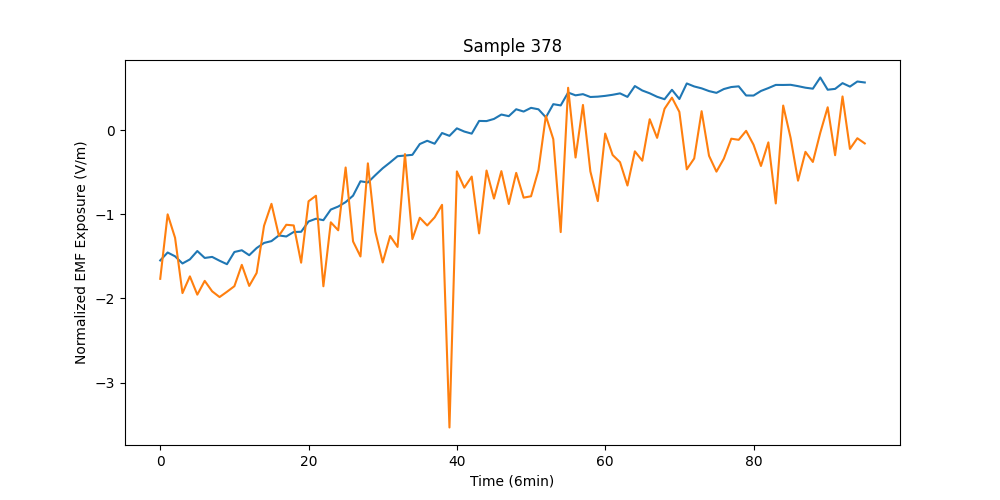 Sample 378
Normalized EMF Exposure (V/m)
0
−1
−2
−3
0 20 40 60 80
Time (6min)